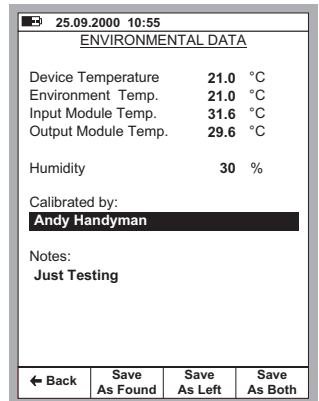 25.09.2000 10:55
ENVIRONMENTAL DATA
Device Temperature 21.0 °C
Environment Temp. 21.0 °C
Input Module Temp. 31.6 °C
Output Module Temp. 29.6 °C
Humidity 30 %
Calibrated by:
Andy Handyman
Notes:
Just Testing
← Back Save As Found Save As Left Save As Both